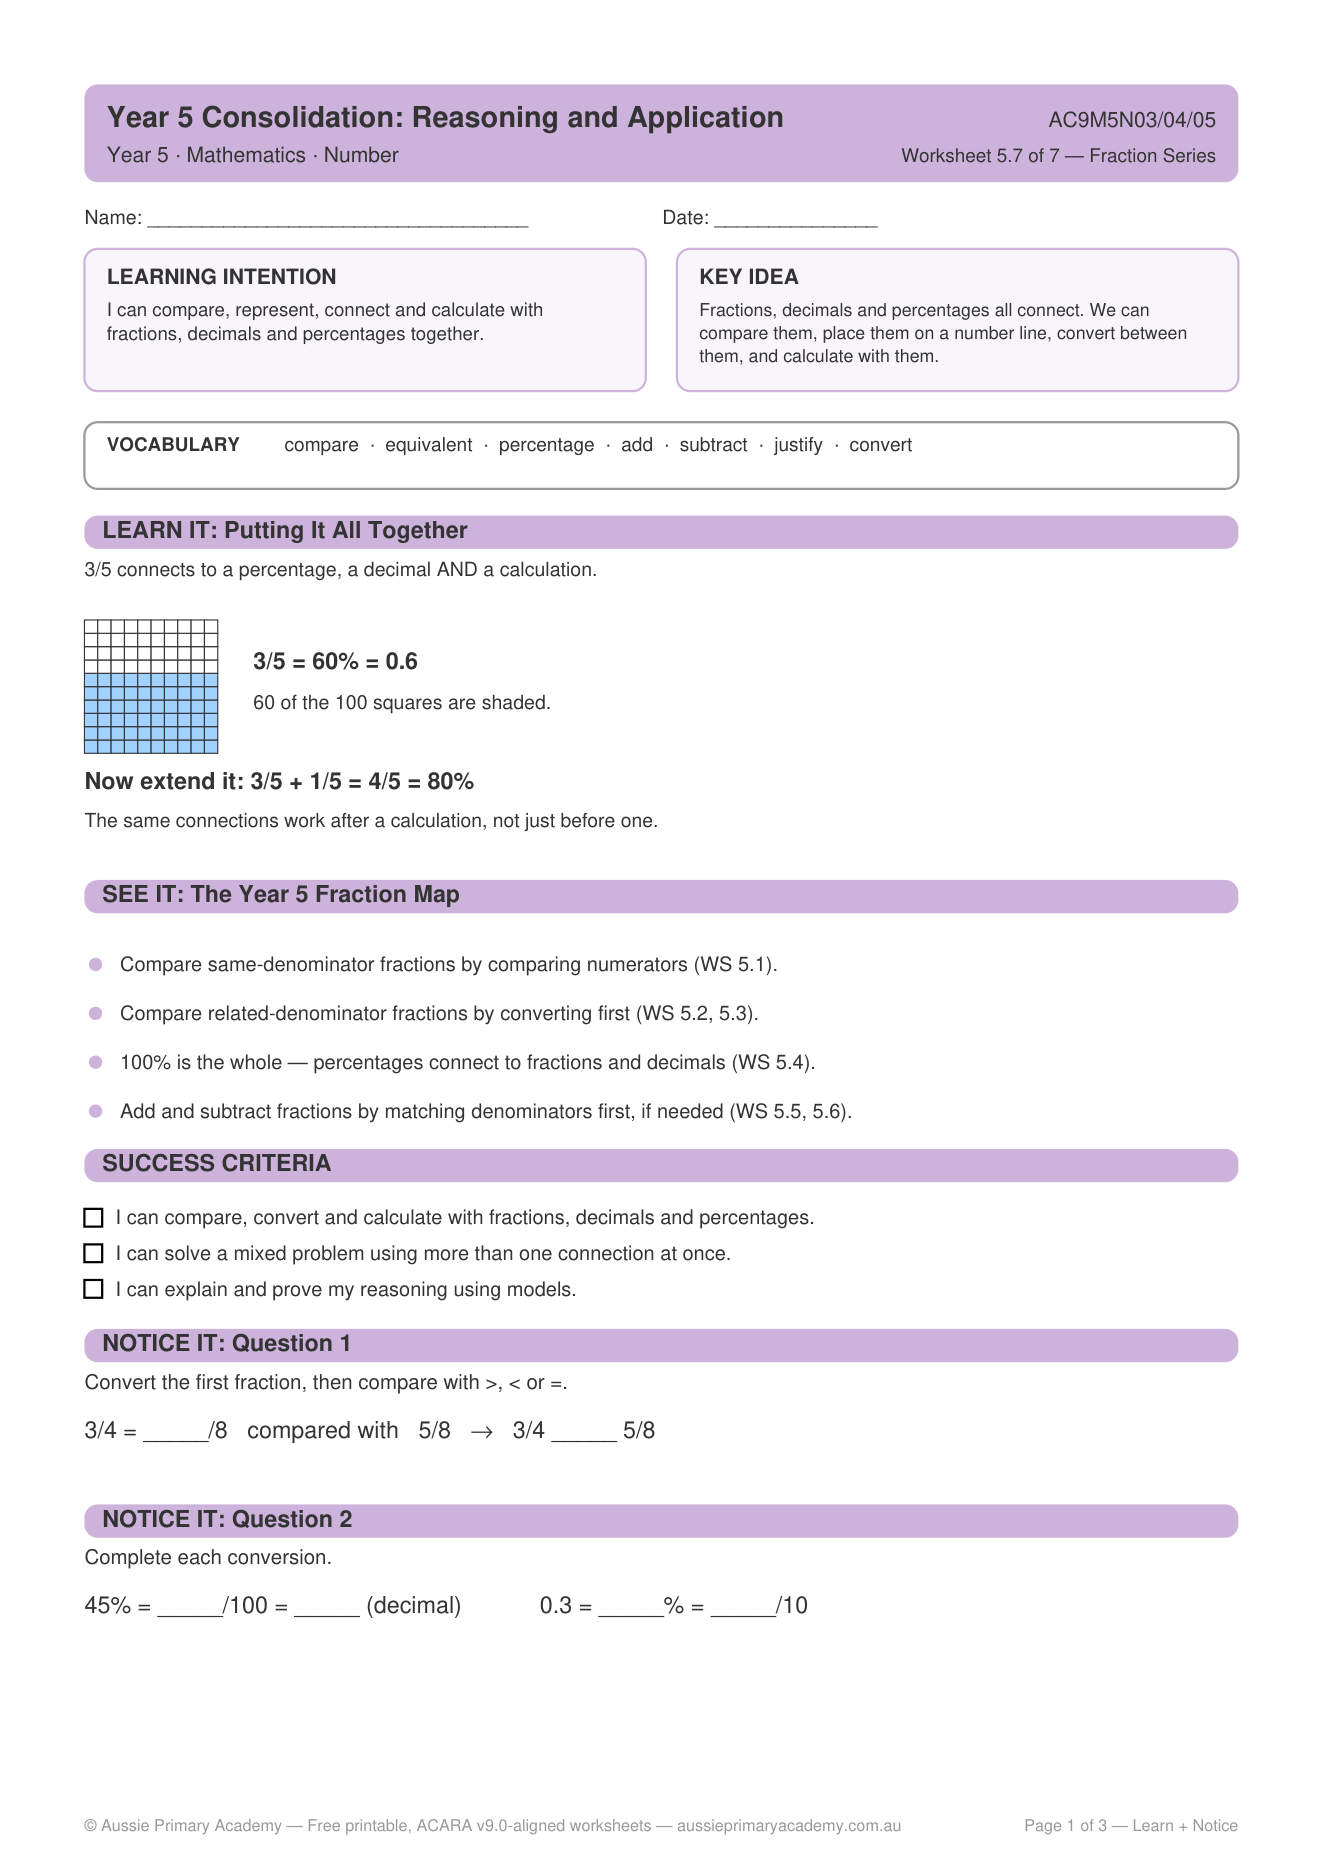 Year 5 Consolidation: Reasoning and Application
AC9M5N03/04/05
Year 5 · Mathematics · Number
Worksheet 5.7 of 7 — Fraction Series
Name: ___________________________________
Date: _______________
LEARNING INTENTION
I can compare, represent, connect and calculate with
fractions, decimals and percentages together.
KEY IDEA
Fractions, decimals and percentages all connect. We can
compare them, place them on a number line, convert between
them, and calculate with them.
VOCABULARY compare · equivalent · percentage · add · subtract · justify · convert
LEARN IT: Putting It All Together
3/5 connects to a percentage, a decimal AND a calculation.
3/5 = 60% = 0.6
60 of the 100 squares are shaded.
Now extend it: 3/5 + 1/5 = 4/5 = 80%
The same connections work after a calculation, not just before one.
SEE IT: The Year 5 Fraction Map
Compare same-denominator fractions by comparing numerators (WS 5.1).
Compare related-denominator fractions by converting first (WS 5.2, 5.3).
100% is the whole — percentages connect to fractions and decimals (WS 5.4).
Add and subtract fractions by matching denominators first, if needed (WS 5.5, 5.6).
SUCCESS CRITERIA
I can compare, convert and calculate with fractions, decimals and percentages.
I can solve a mixed problem using more than one connection at once.
I can explain and prove my reasoning using models.
NOTICE IT: Question 1
Convert the first fraction, then compare with >, < or =.
3/4 = _____/8 compared with 5/8 → 3/4 _____ 5/8
NOTICE IT: Question 2
Complete each conversion.
45% = _____/100 = _____ (decimal) 0.3 = _____% = _____/10
© Aussie Primary Academy — Free printable, ACARA v9.0-aligned worksheets — aussieprimaryacademy.com.au
Page 1 of 3 — Learn + Notice